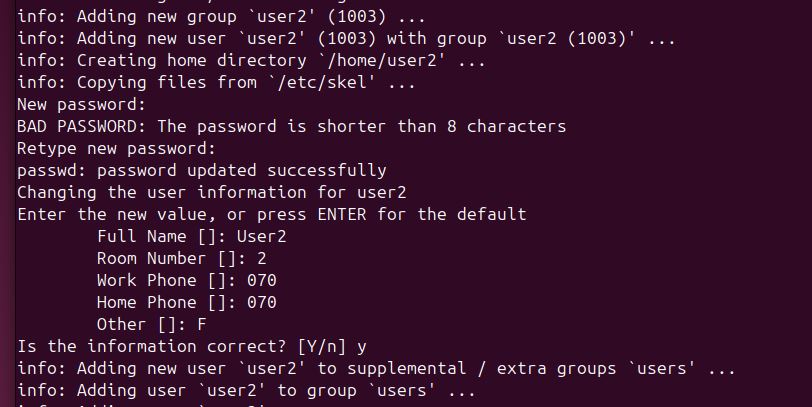 info: Adding new group `user2' (1003) ...
info: Adding new user `user2' (1003) with group `user2 (1003)' ...
info: Creating home directory `/home/user2' ...
info: Copying files from `/etc/skel' ...
New password:
BAD PASSWORD: The password is shorter than 8 characters
Retype new password:
passwd: password updated successfully
Changing the user information for user2
Enter the new value, or press ENTER for the default
Full Name []: User2
Room Number []: 2
Work Phone []: 070
Home Phone []: 070
Other []: F
Is the information correct? [Y/n] y
info: Adding new user `user2' to supplemental / extra groups `users' ...
info: Adding user `user2' to group `users' ...